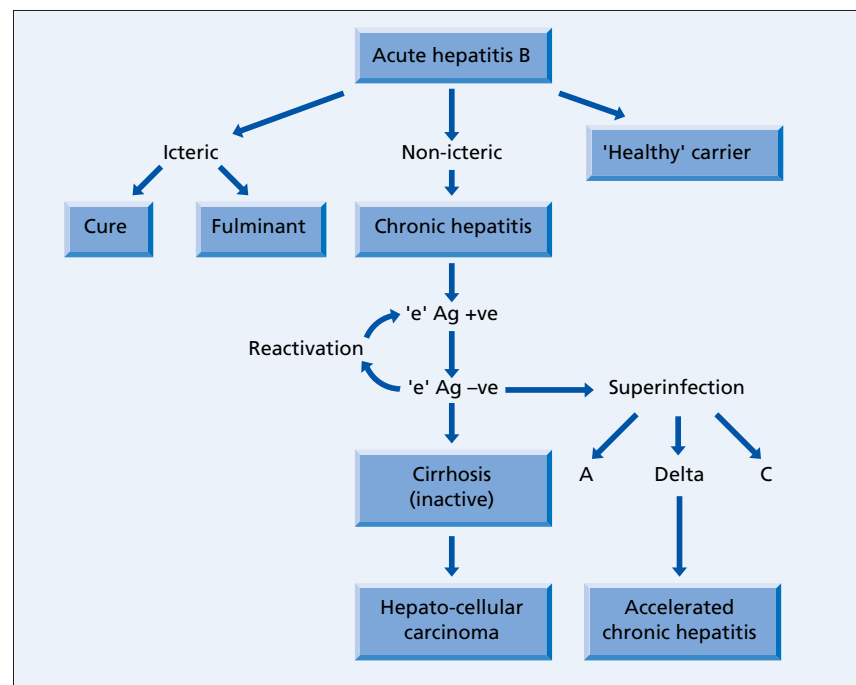 Acute hepatitis B
Icteric
Non-icteric
'Healthy' carrier
Cure
Fulminant
Chronic hepatitis
'e' Ag +ve
Reactivation
'e' Ag –ve
Superinfection
Cirrhosis
(inactive)
A
Delta
C
Hepato-cellular
carcinoma
Accelerated
chronic hepatitis